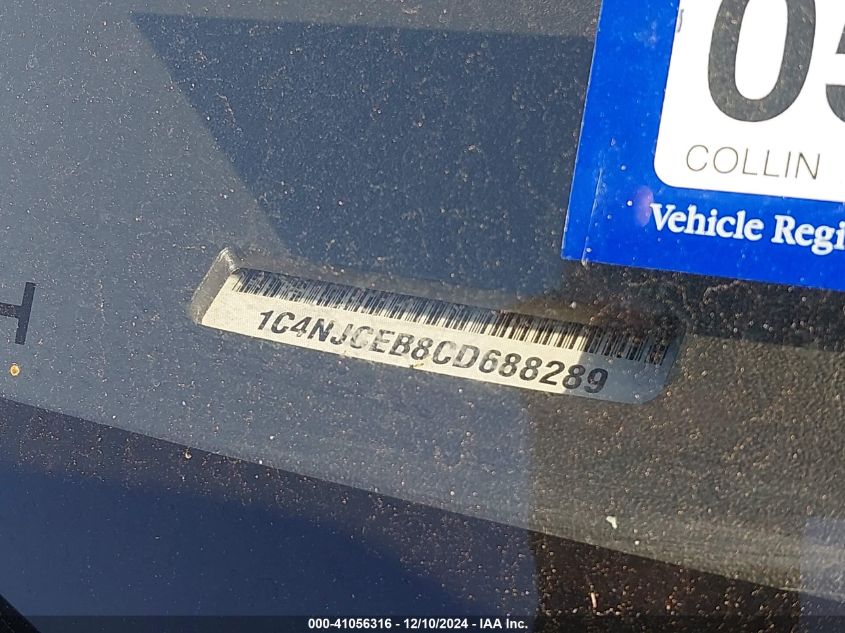 05
COLLIN
Vehicle Regi
1C4NJCEB8CD688289
000-41056316 - 12/10/2024 - IAA Inc.